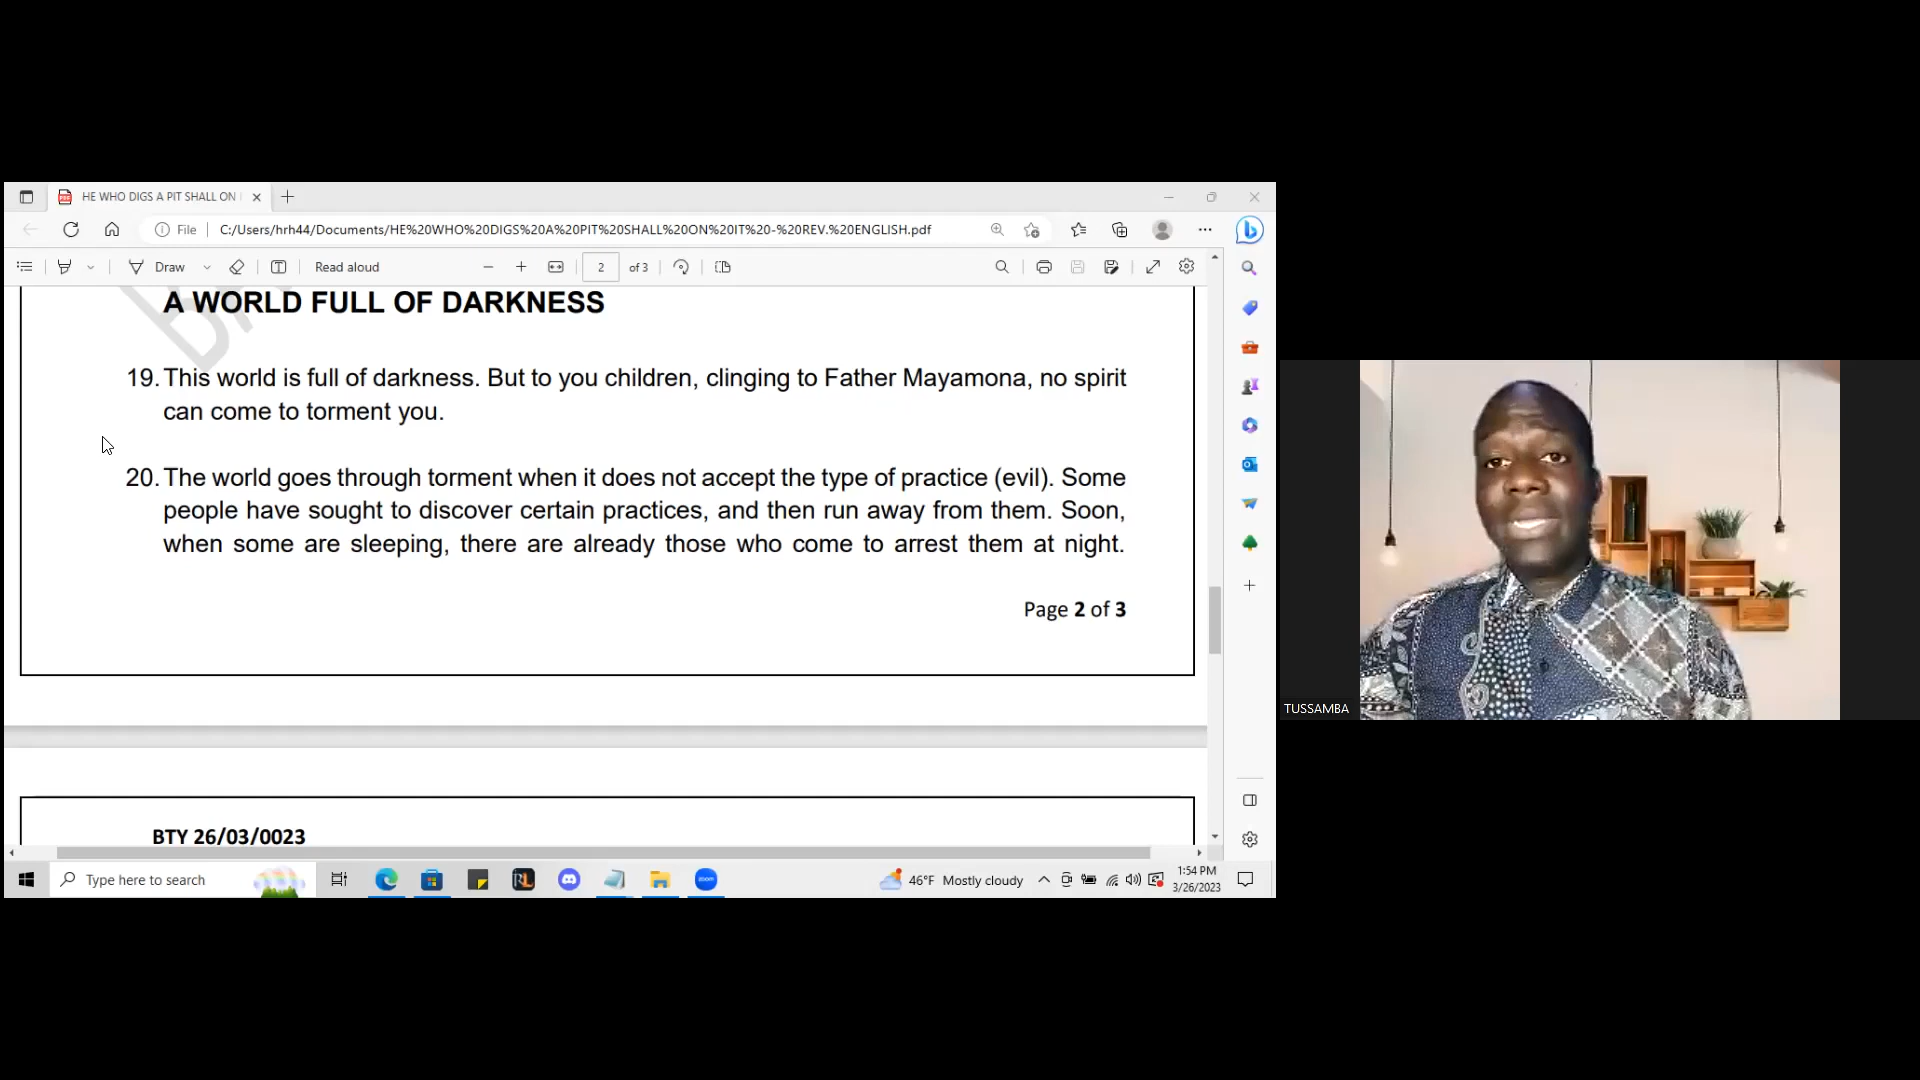 HE WHO DIGS A PIT SHALL ON
File
C:/Users/hrh44/Documents/HE%20WHO%20DIGS%20A%20PIT%20SHALL%20ON%20IT%20-%20REV.%20ENGLISH.pdf
Draw
Read aloud
2
of 3
A WORLD FULL OF DARKNESS
19. This world is full of darkness. But to you children, clinging to Father Mayamona, no spirit
can come to torment you.
20. The world goes through torment when it does not accept the type of practice (evil). Some
people have sought to discover certain practices, and then run away from them. Soon,
when some are sleeping, there are already those who come to arrest them at night.
Page 2 of 3
BTY 26/03/0023
TUSSAMBA
Type here to search
zoom
46°F Mostly cloudy
1:54 PM
3/26/2023